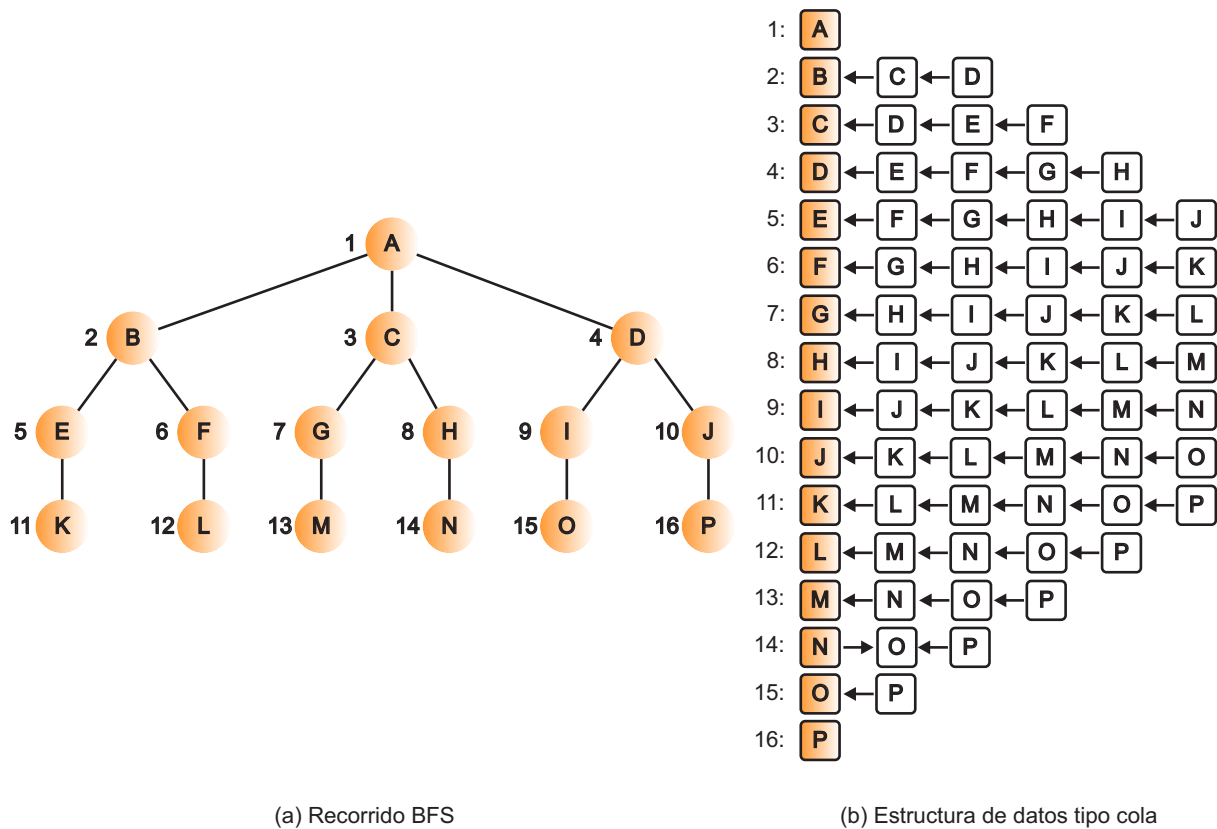 1 A
2 B 3 C 4 D
5 E 6 F 7 G 8 H 9 I 10 J
11 K 12 L 13 M 14 N 15 O 16 P
(a) Recorrido BFS
1: A
2: B C D
3: C D E F
4: D E F G H
5: E F G H I J
6: F G H I J K
7: G H I J K L
8: H I J K L M
9: I J K L M N
10: J K L M N O
11: K L M N O P
12: L M N O P
13: M N O P
14: N O P
15: O P
16: P
(b) Estructura de datos tipo cola